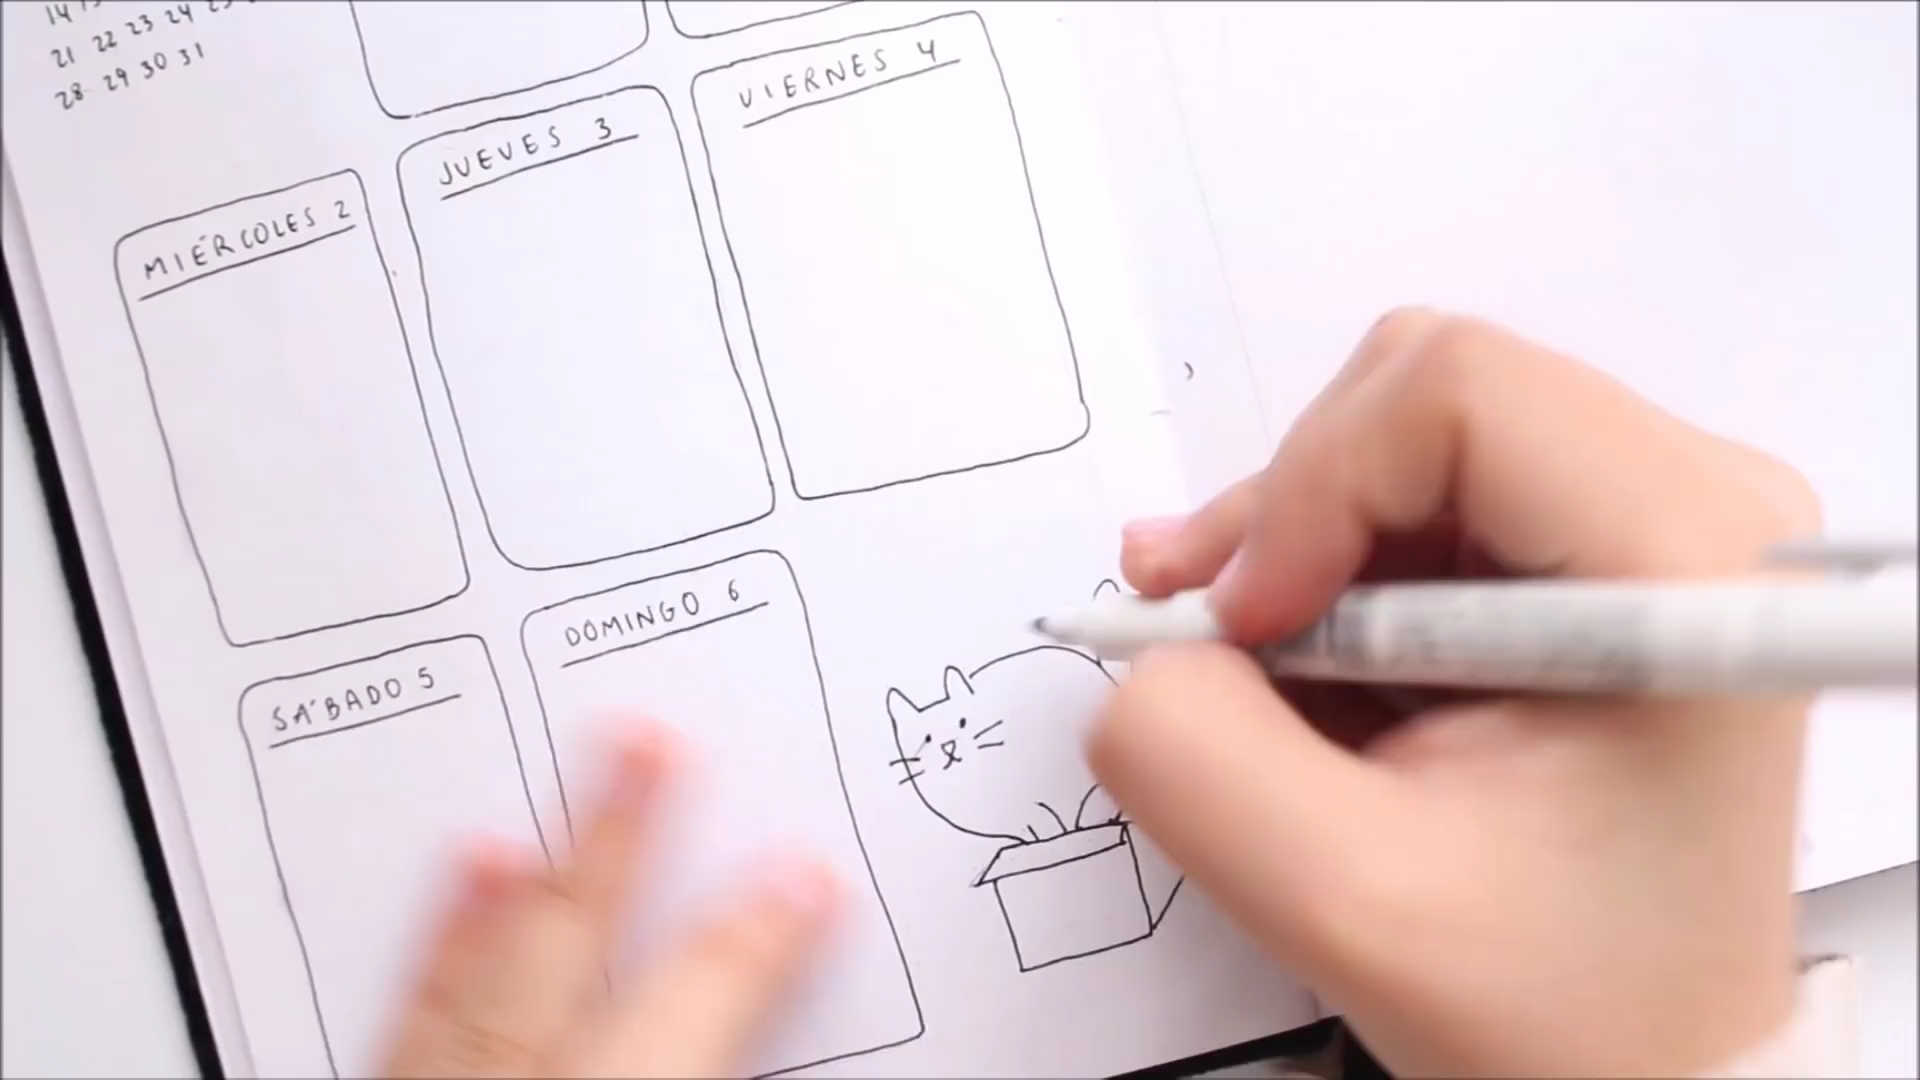 14
21 22 23 24
28 29 30 31
MIÉRCOLES 2
JUEVES 3
VIERNES 4
SÁBADO 5
DOMINGO 6